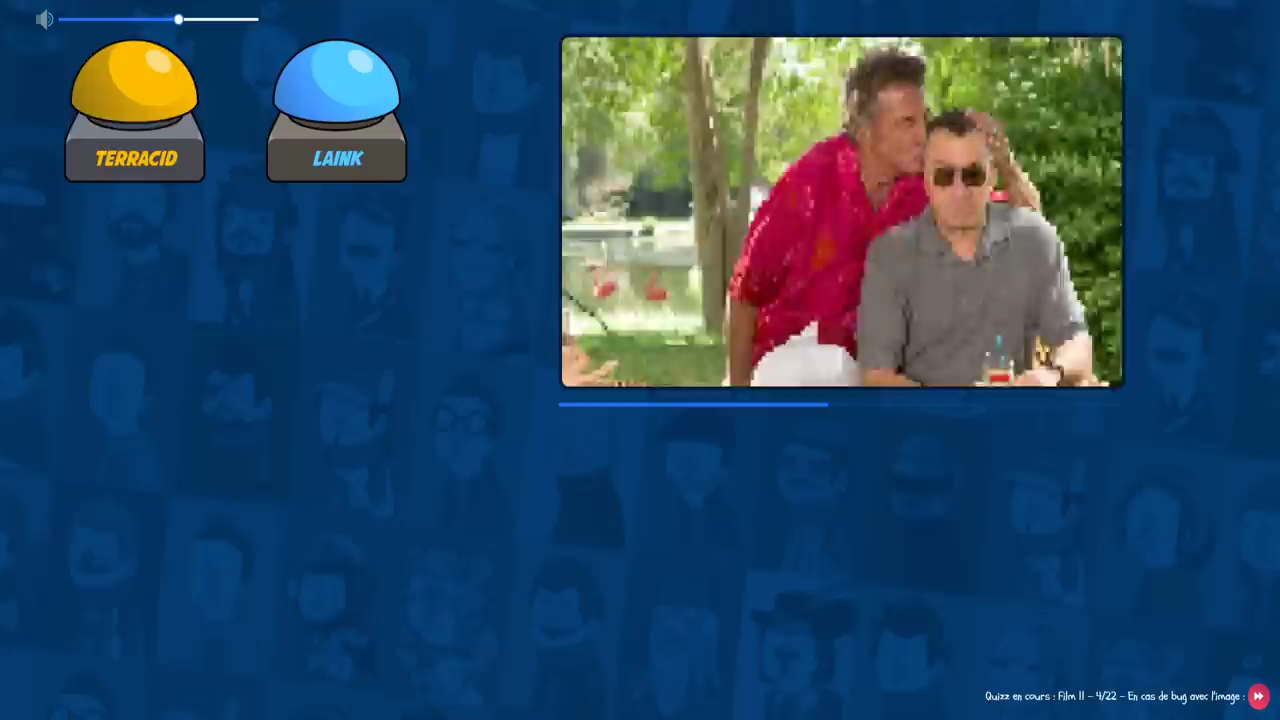 TERRACID
LAINK
Quizz en cours : Film II - 4/22 - En cas de bug avec l'image :